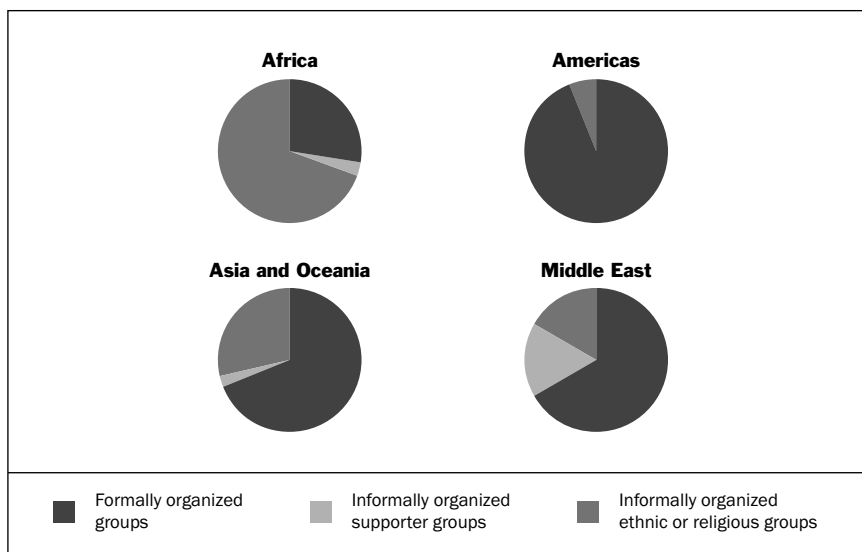 Africa
Americas
Asia and Oceania
Middle East
Formally organized
groups
Informally organized
supporter groups
Informally organized
ethnic or religious groups